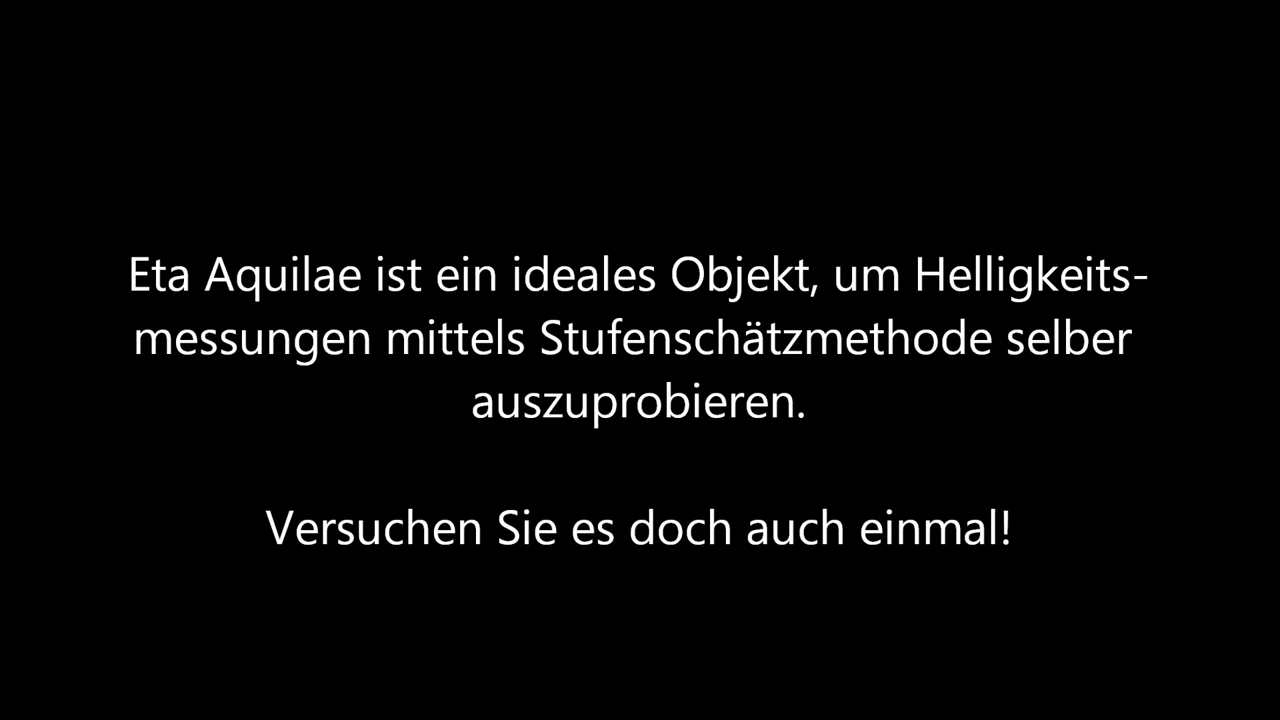 Eta Aquilae ist ein ideales Objekt, um Helligkeits-
messungen mittels Stufenschätzmethode selber
auszuprobieren.
Versuchen Sie es doch auch einmal!